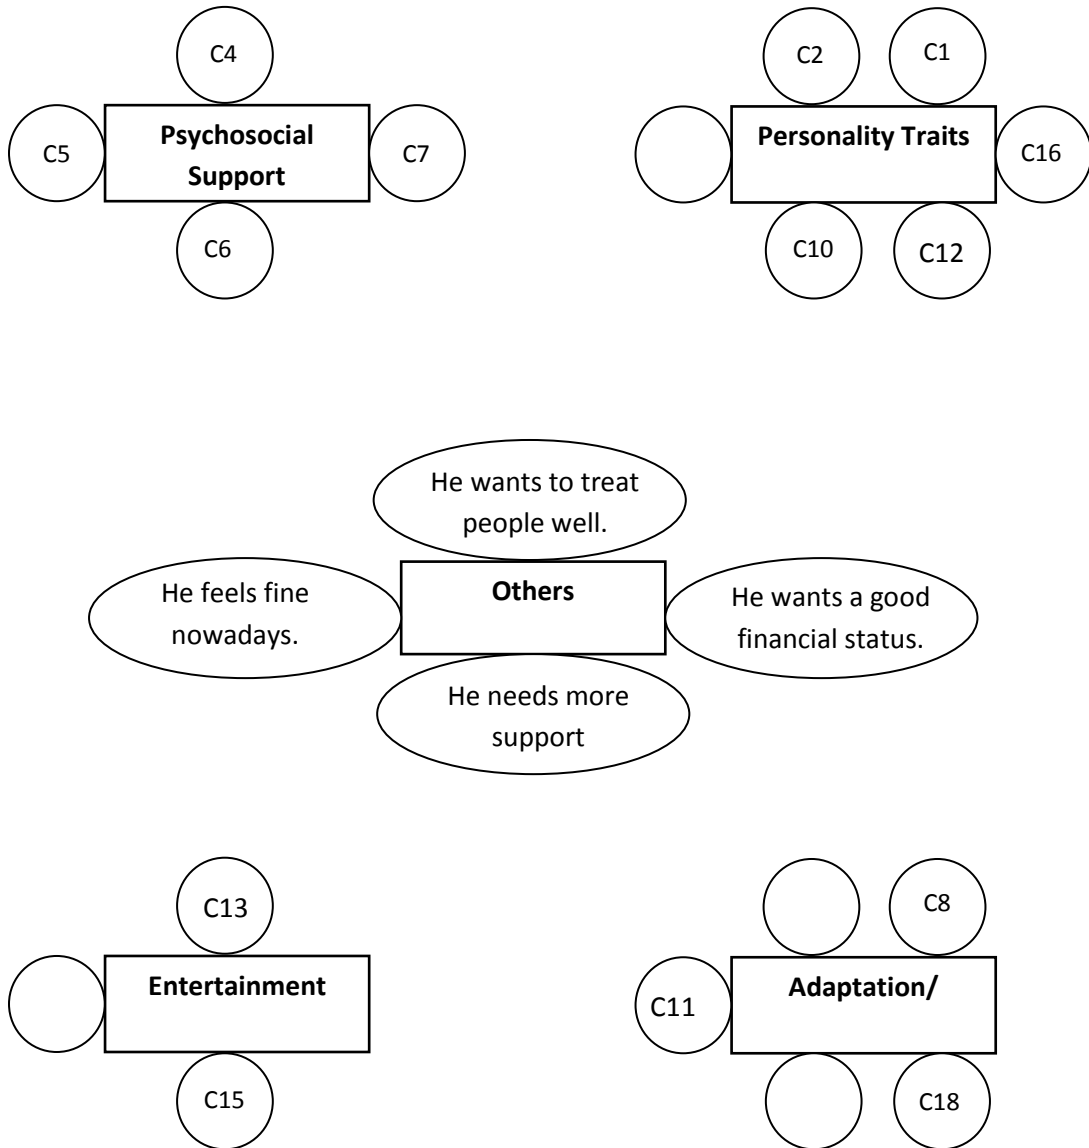 C4
C5
Psychosocial
Support
C7
C6
C2
C1
Personality Traits
C16
C10
C12
He wants to treat
people well.
He feels fine
nowadays.
Others
He wants a good
financial status.
He needs more
support
C13
Entertainment
C15
C8
C11
Adaptation/
C18